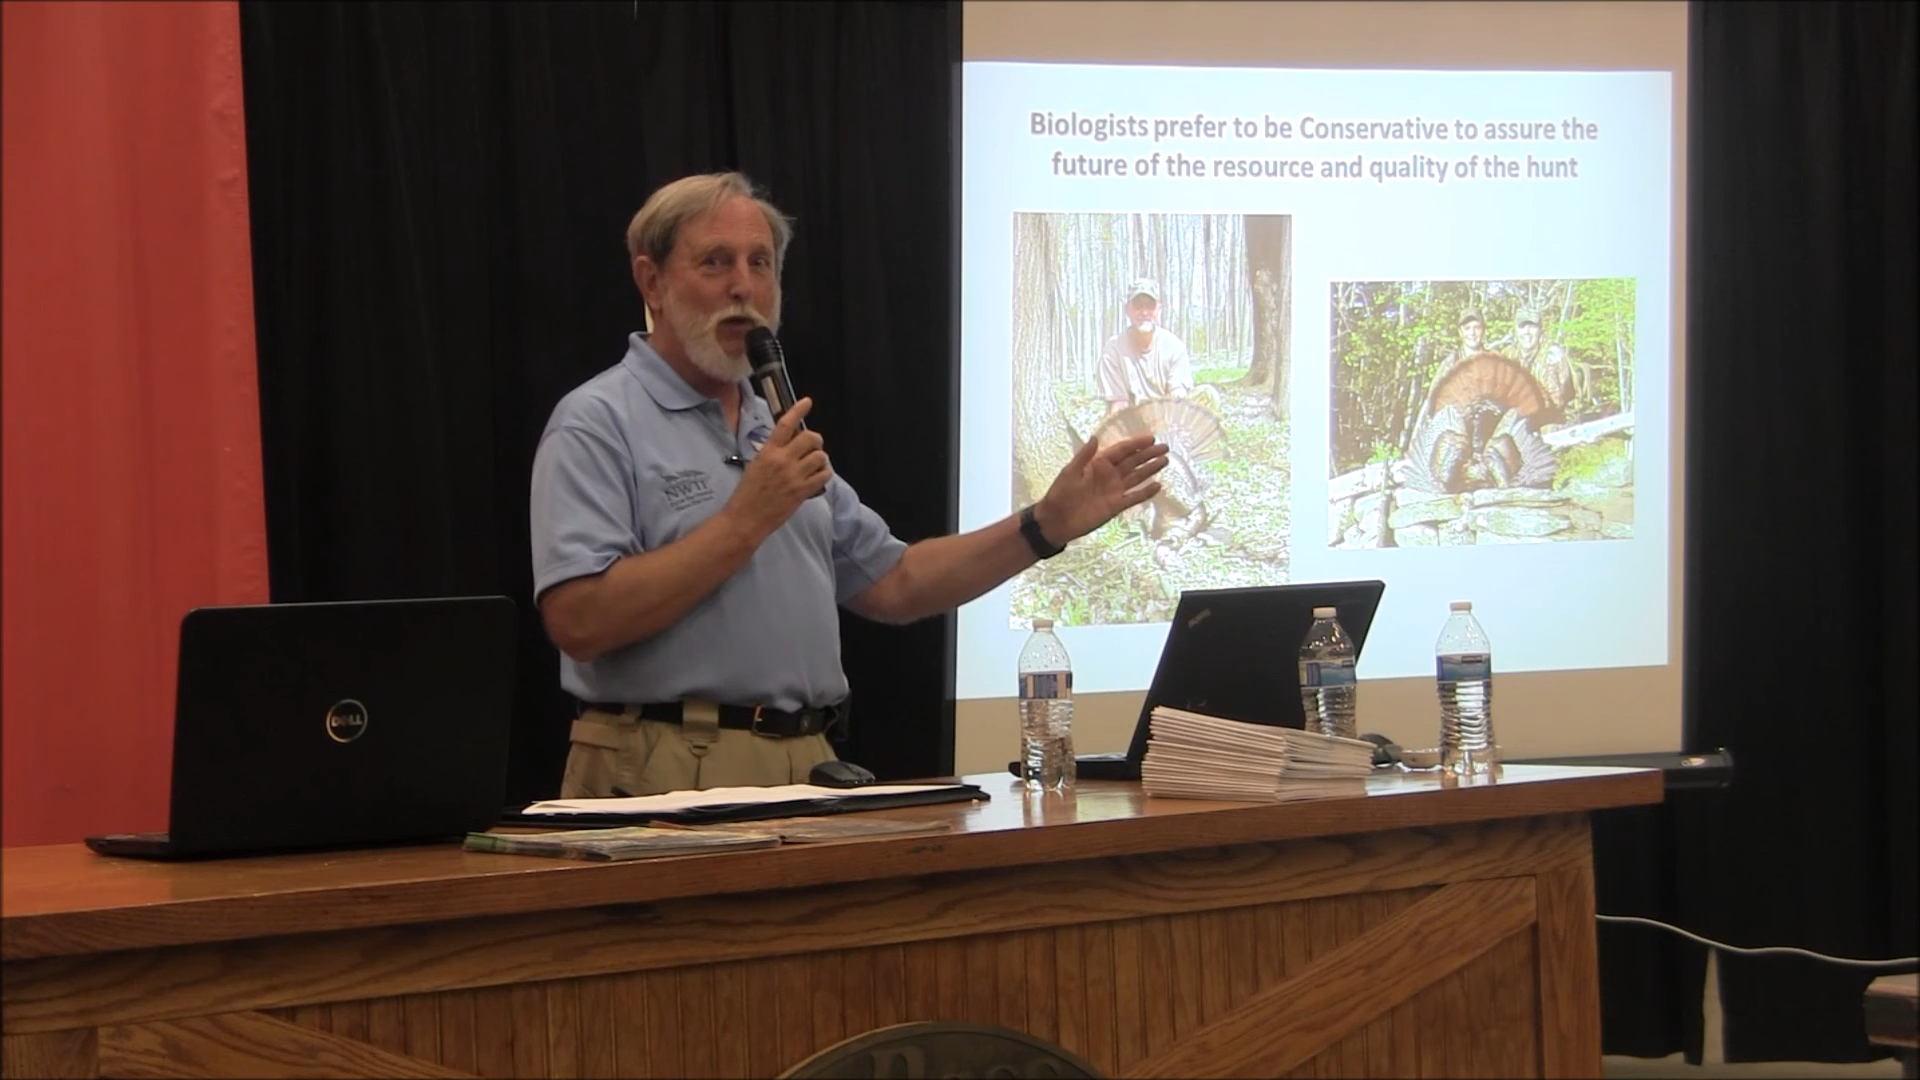 Biologists prefer to be Conservative to assure the
future of the resource and quality of the hunt
NWTF
DELL